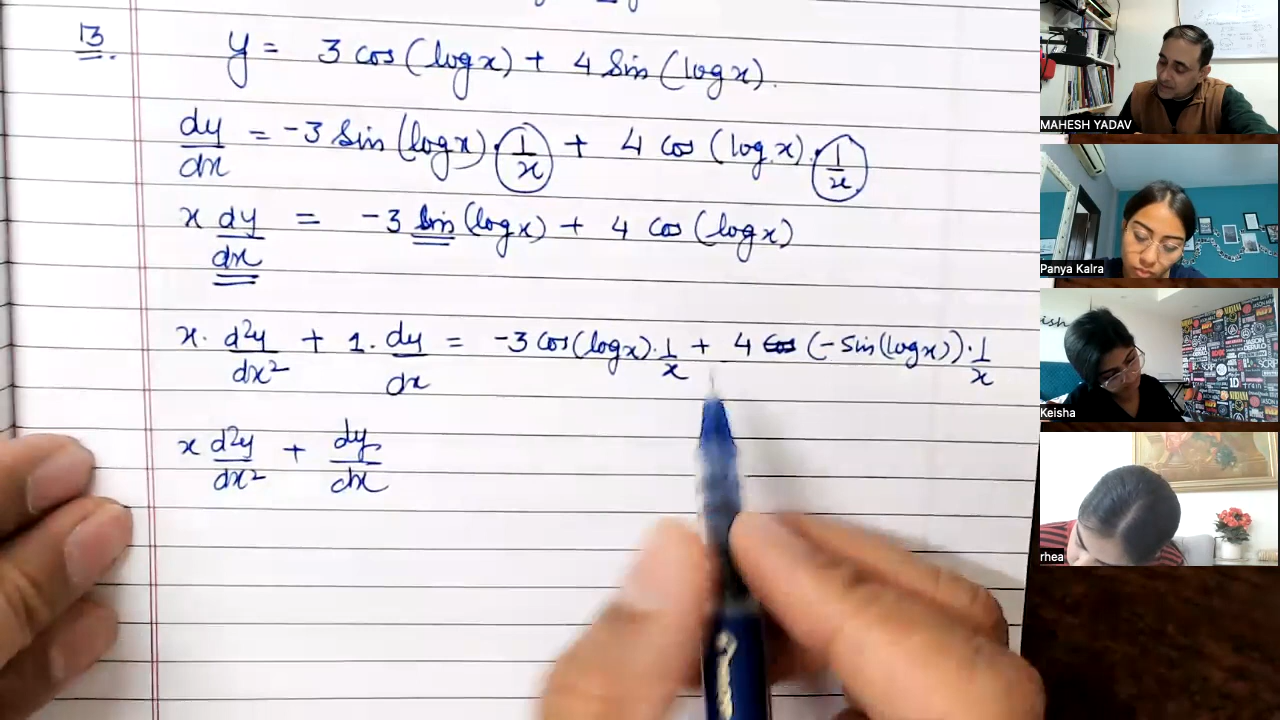 13.
y = 3 cos(log x) + 4 Sin(log x).
dy/dx = -3 Sin(log x) · 1/x + 4 cos(log x) · 1/x
x dy/dx = -3 Sin(log x) + 4 cos(log x)
x · d²y/dx² + 1 · dy/dx = -3 cos(log x) · 1/x + 4 (-Sin(log x)) · 1/x
x d²y/dx² + dy/dx
MAHESH YADAV
Panya Kalra
Keisha
rhea